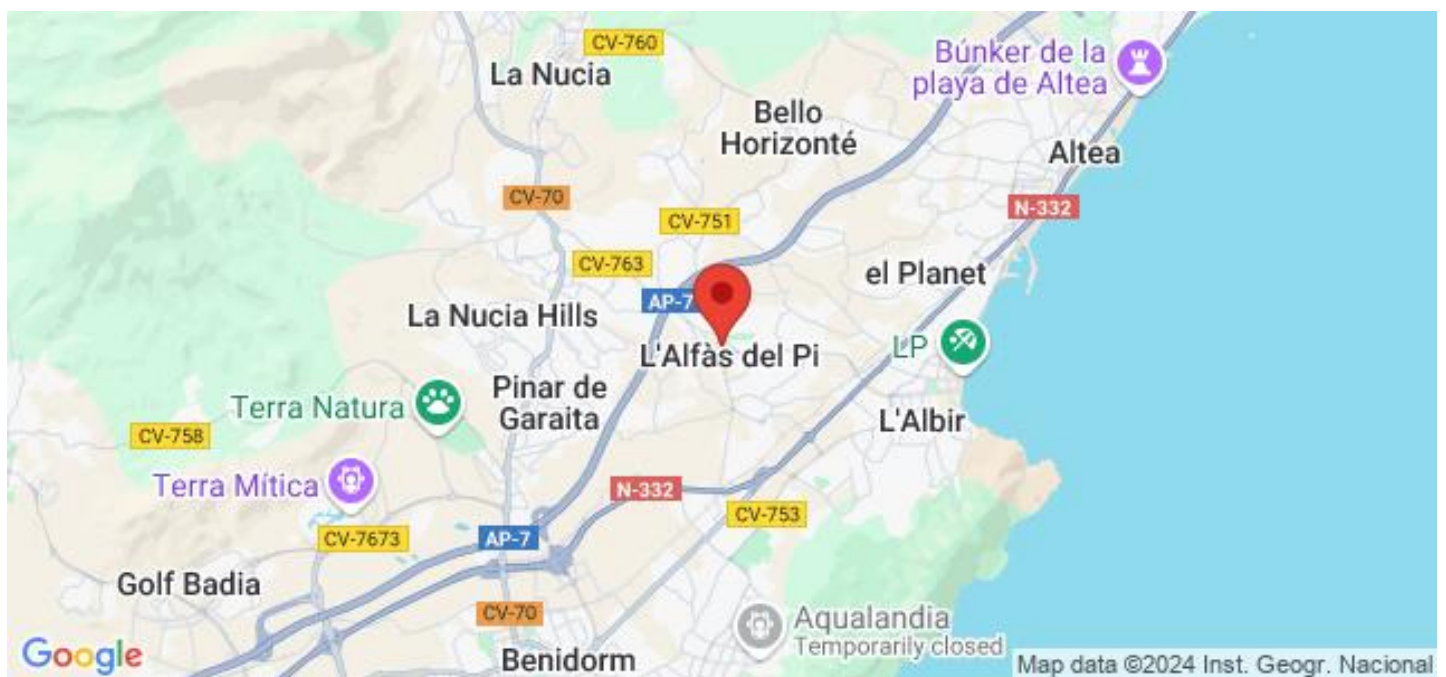 CV-760
La Nucia
Búnker de la
playa de Altea
Bello
Horizonté
Altea
CV-70
N-332
CV-751
CV-763
el Planet
AP-7
La Nucia Hills
LP
L'Alfàs del Pi
Pinar de
Garaita
Terra Natura
L'Albir
CV-758
Terra Mítica
N-332
CV-753
CV-7673
AP-7
Golf Badia
CV-70
Aqualandia
Temporarily closed
Benidorm
Google
Map data ©2024 Inst. Geogr. Nacional